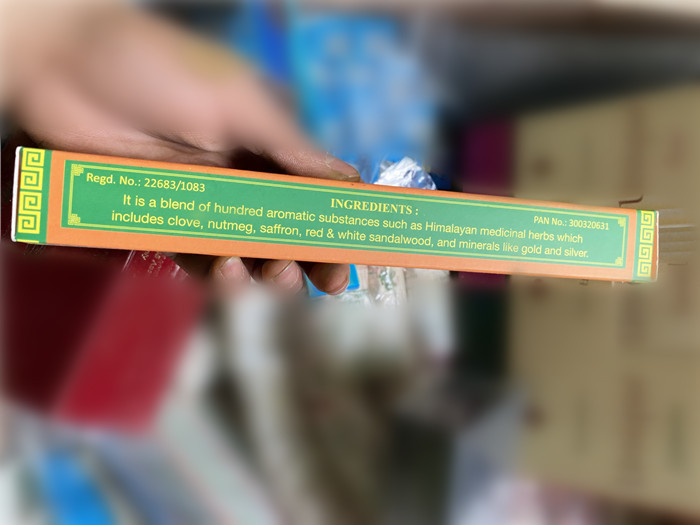 Regd. No.: 22683/1083
INGREDIENTS :
PAN No.: 300320631
It is a blend of hundred aromatic substances such as Himalayan medicinal herbs which
includes clove, nutmeg, saffron, red & white sandalwood, and minerals like gold and silver.